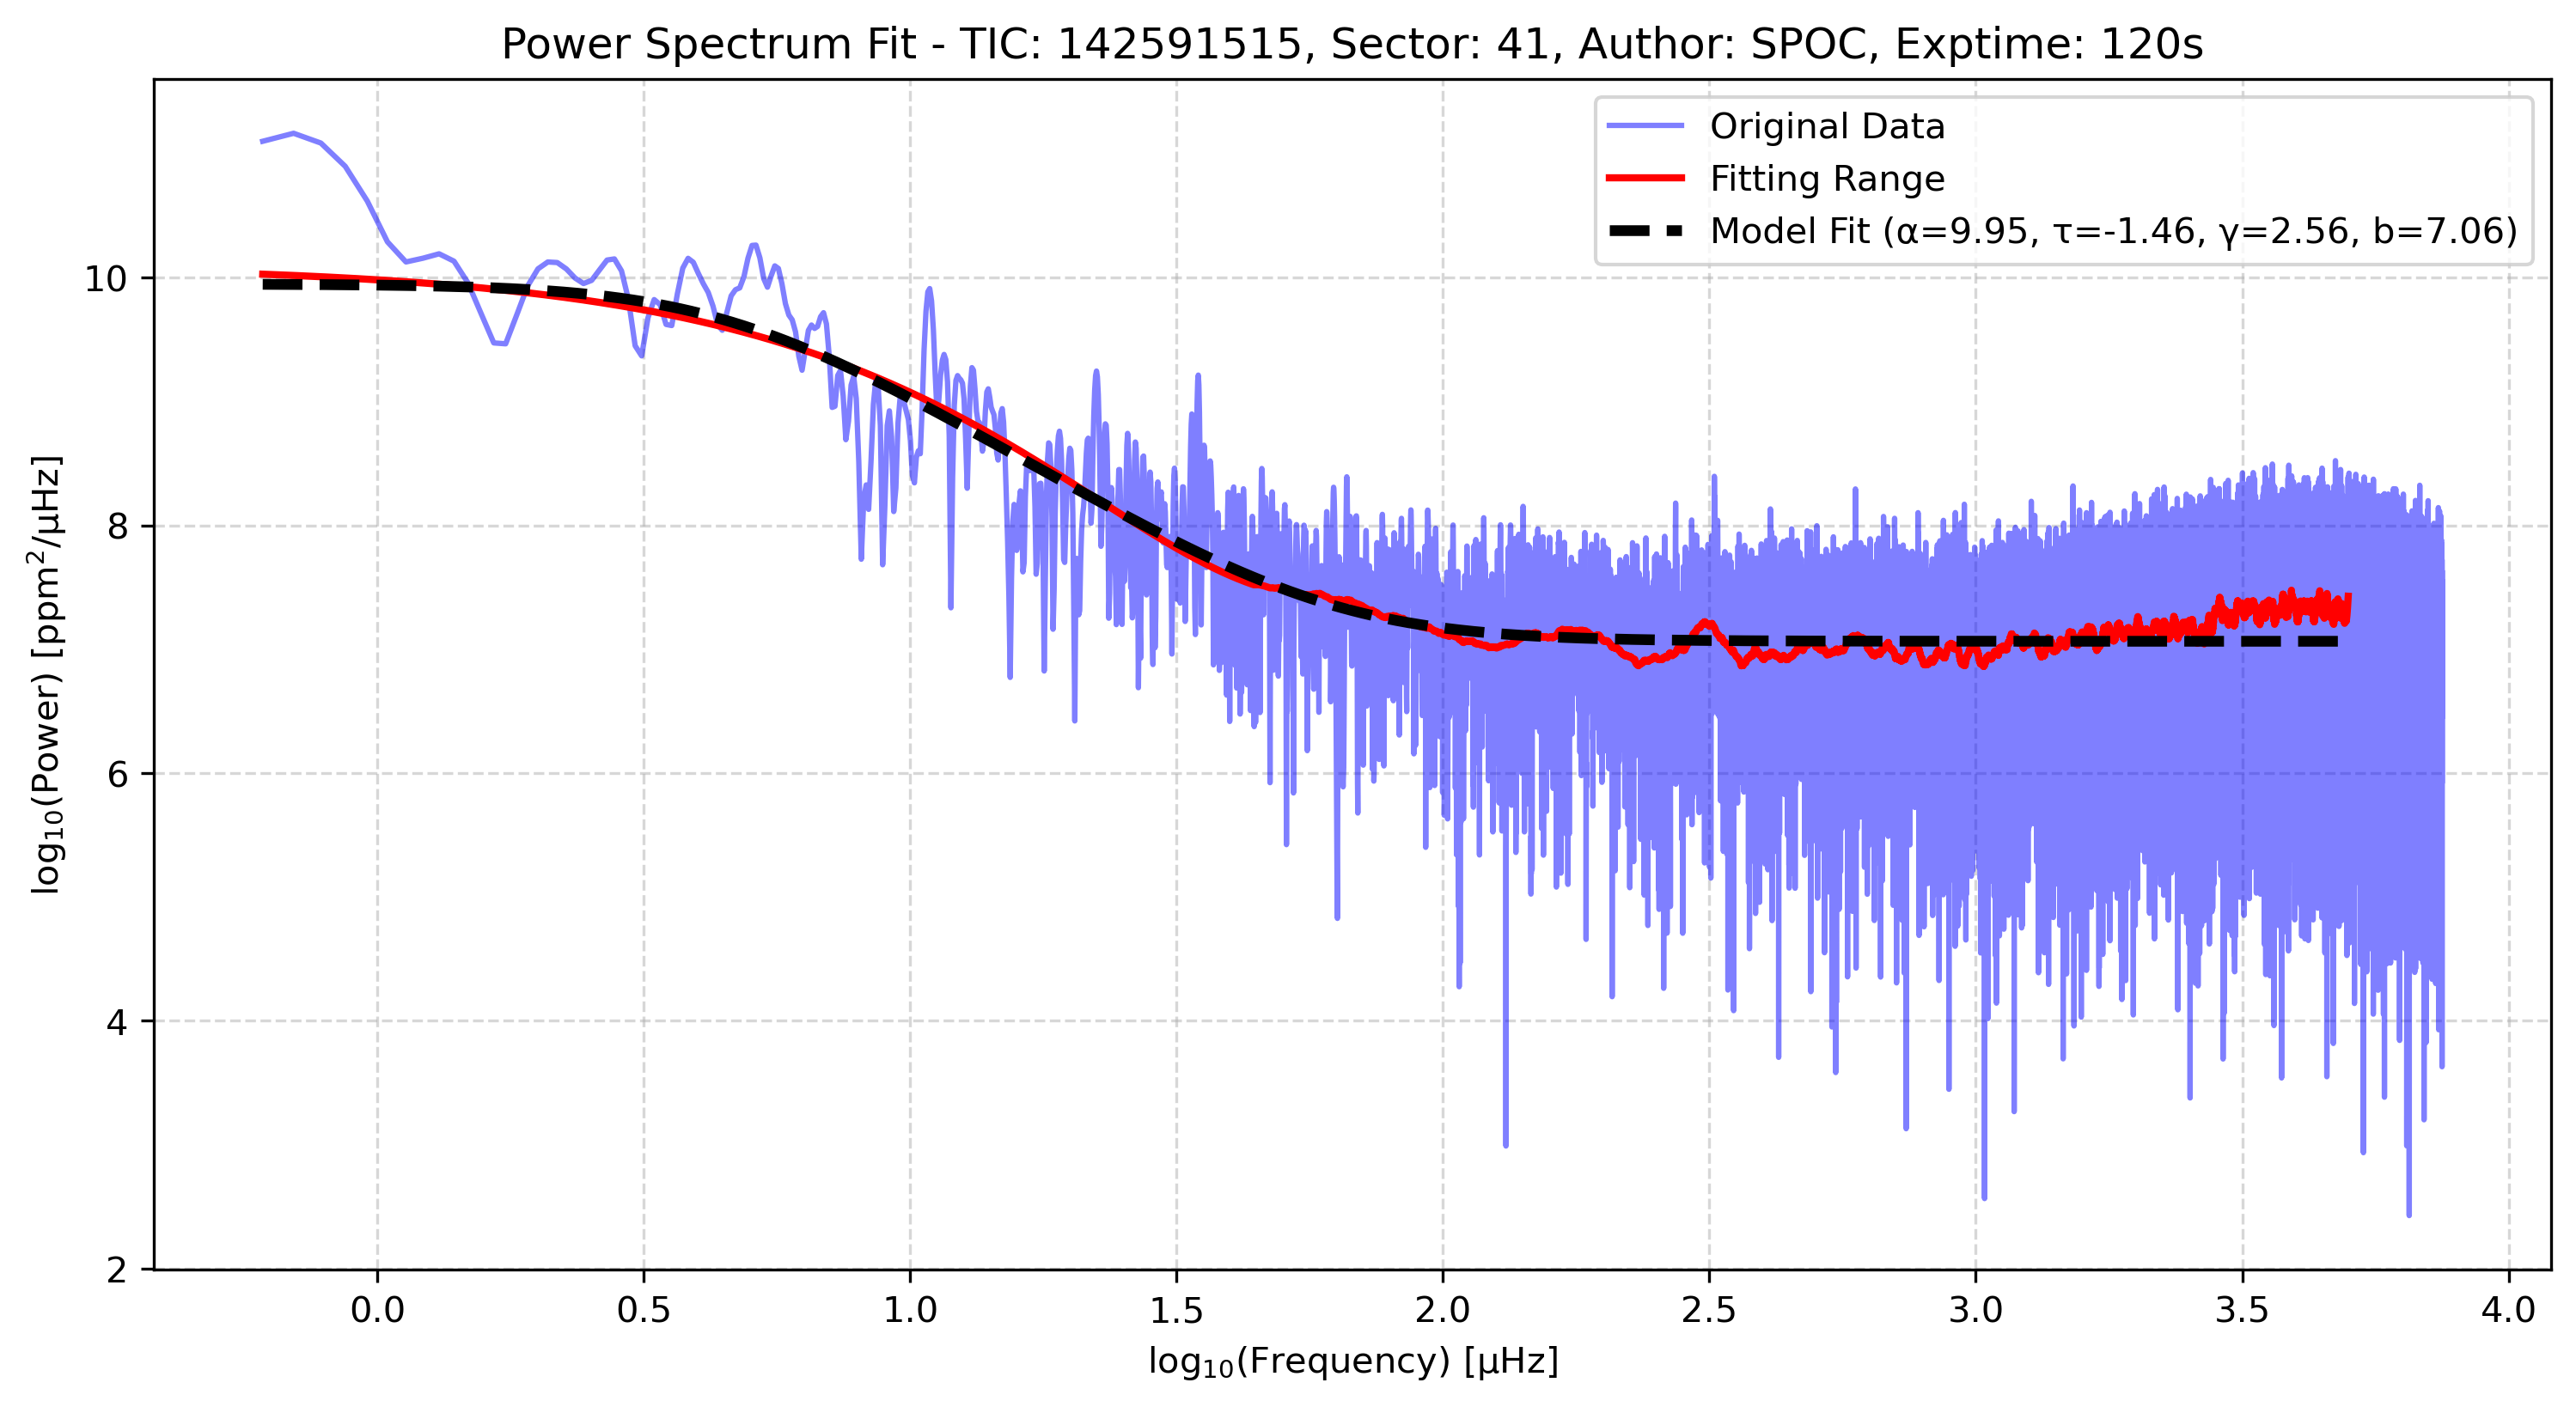 Power Spectrum Fit - TIC: 142591515, Sector: 41, Author: SPOC, Exptime: 120s
Original Data
Fitting Range
Model Fit (α=9.95, τ=-1.46, γ=2.56, b=7.06)
log₁₀(Power) [ppm²/μHz]
10
8
6
4
2
0.0 0.5 1.0 1.5 2.0 2.5 3.0 3.5 4.0
log₁₀(Frequency) [μHz]